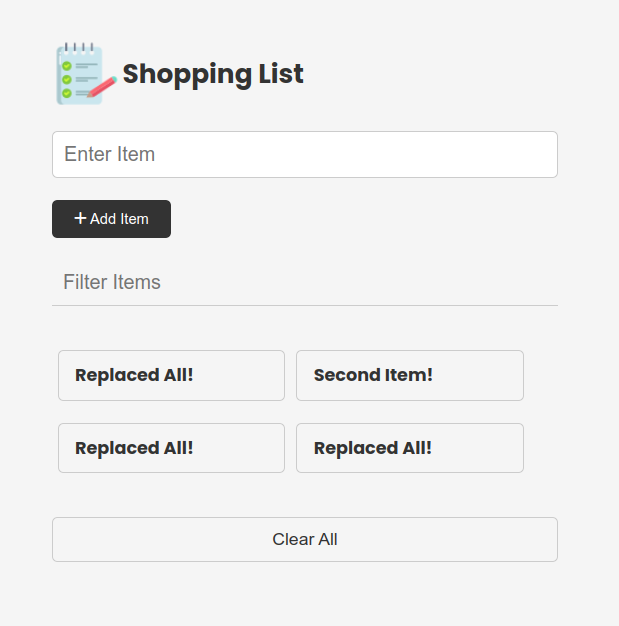 Shopping List
Enter Item
+ Add Item
Filter Items
Replaced All!
Second Item!
Replaced All!
Replaced All!
Clear All